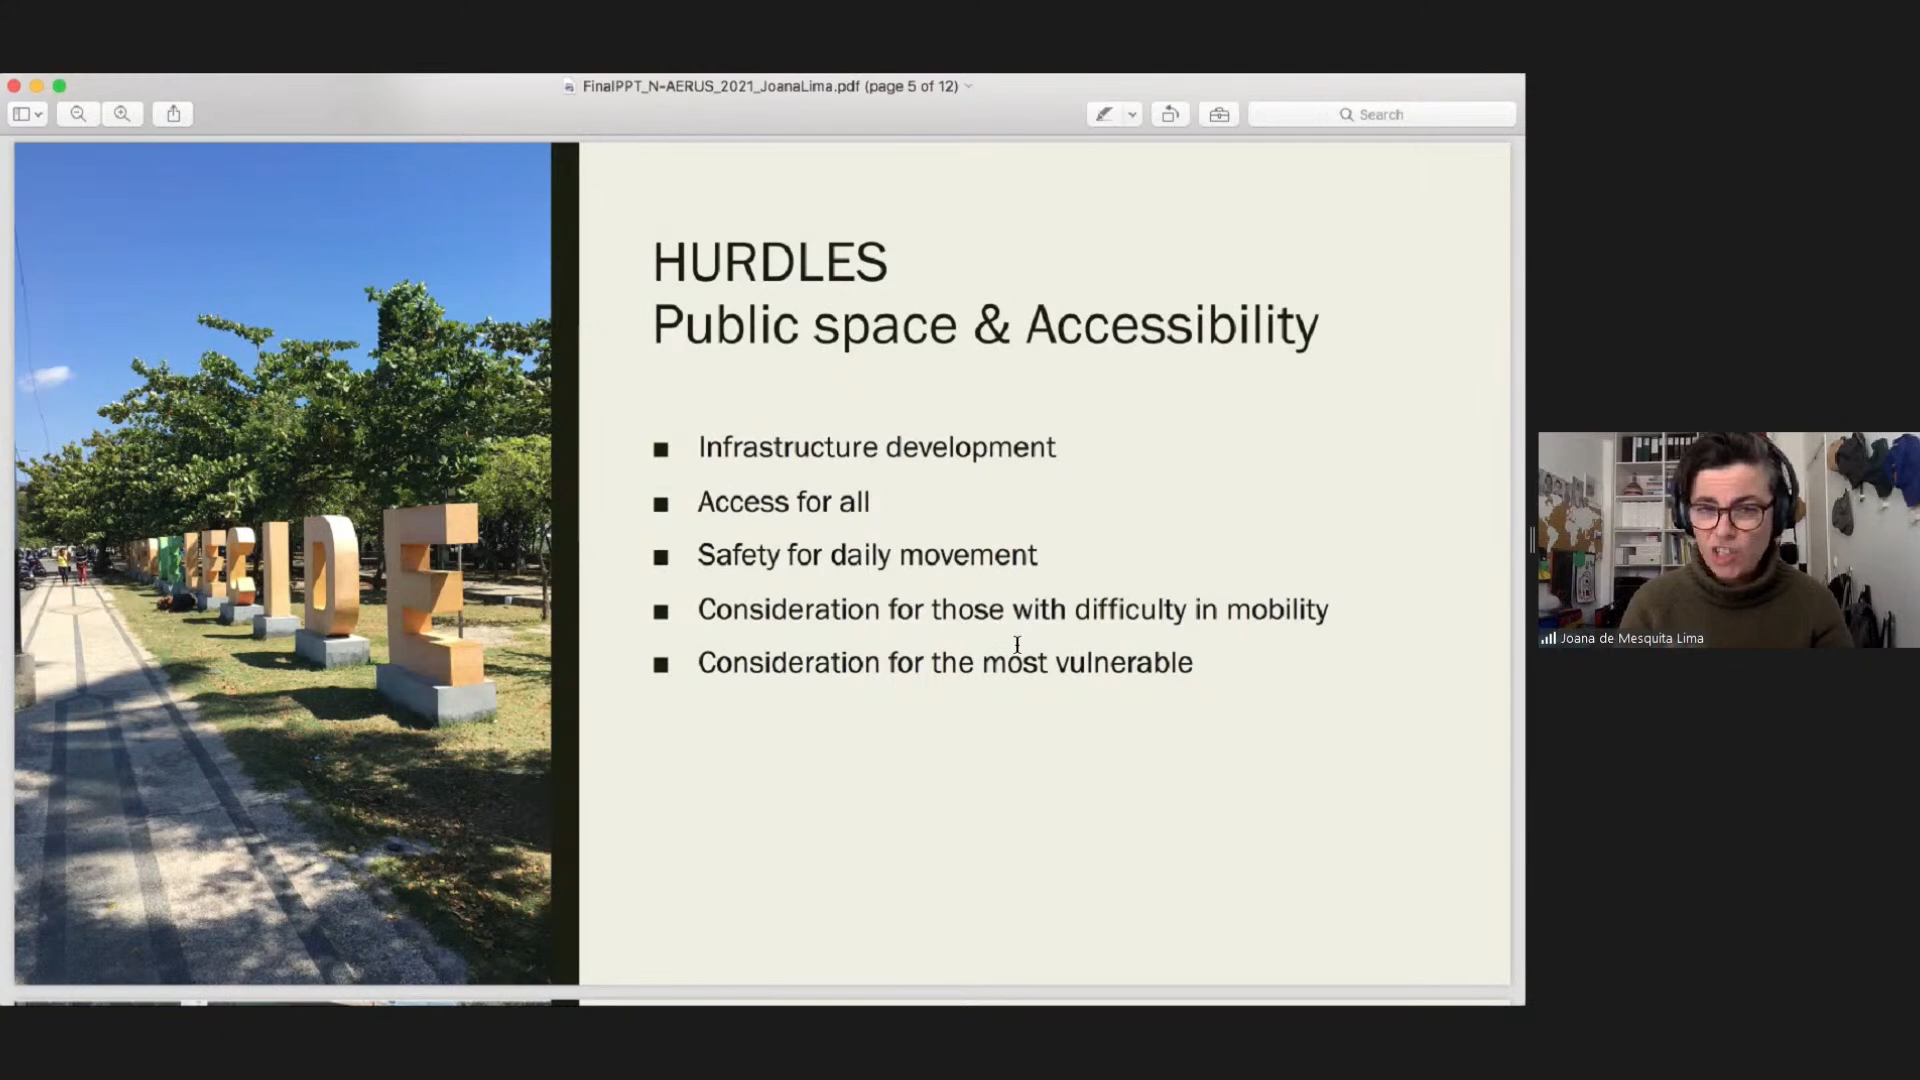 FinalPPT_N-AERUS_2021_JoanaLima.pdf (page 5 of 12)
Search
HURDLES
Public space & Accessibility
■ Infrastructure development
■ Access for all
■ Safety for daily movement
■ Consideration for those with difficulty in mobility
■ Consideration for the most vulnerable
Joana de Mesquita Lima